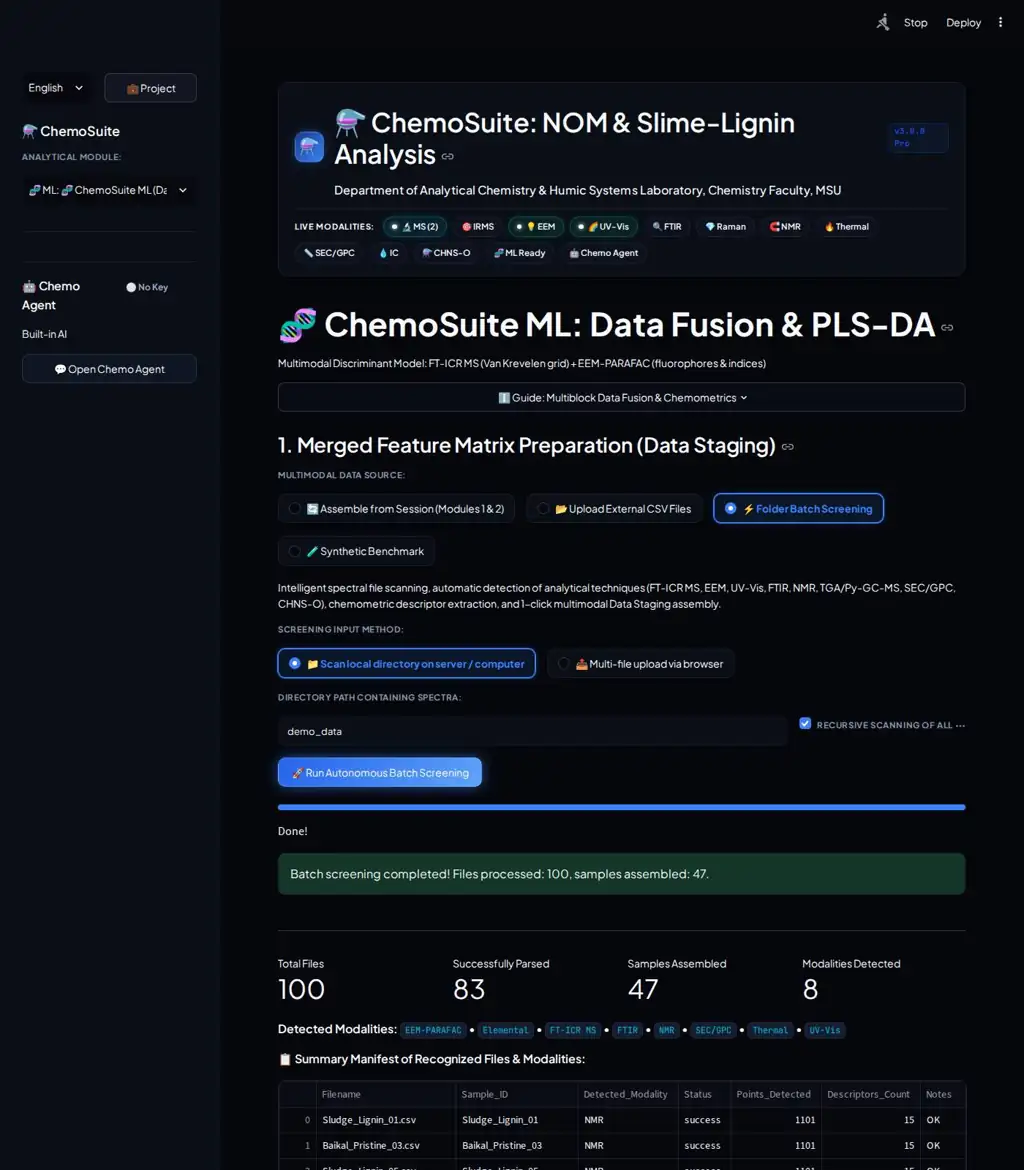 Stop Deploy
English
Project
ChemoSuite
ANALYTICAL MODULE:
ML: ChemoSuite ML (Da
Chemo Agent
No Key
Built-in AI
Open Chemo Agent
ChemoSuite: NOM & Slime-Lignin
Analysis
v3.0.0 Pro
Department of Analytical Chemistry & Humic Systems Laboratory, Chemistry Faculty, MSU
LIVE MODALITIES: MS (2) IRMS EEM UV-Vis FTIR Raman NMR Thermal
SEC/GPC IC CHNS-O ML Ready Chemo Agent
ChemoSuite ML: Data Fusion & PLS-DA
Multimodal Discriminant Model: FT-ICR MS (Van Krevelen grid) + EEM-PARAFAC (fluorophores & indices)
Guide: Multiblock Data Fusion & Chemometrics
1. Merged Feature Matrix Preparation (Data Staging)
MULTIMODAL DATA SOURCE:
Assemble from Session (Modules 1 & 2) Upload External CSV Files Folder Batch Screening
Synthetic Benchmark
Intelligent spectral file scanning, automatic detection of analytical techniques (FT-ICR MS, EEM, UV-Vis, FTIR, NMR, TGA/Py-GC-MS, SEC/GPC,
CHNS-O), chemometric descriptor extraction, and 1-click multimodal Data Staging assembly.
SCREENING INPUT METHOD:
Scan local directory on server / computer Multi-file upload via browser
DIRECTORY PATH CONTAINING SPECTRA:
demo_data
RECURSIVE SCANNING OF ALL ...
Run Autonomous Batch Screening
Done!
Batch screening completed! Files processed: 100, samples assembled: 47.
Total Files Successfully Parsed Samples Assembled Modalities Detected
100 83 47 8
Detected Modalities: EEM-PARAFAC • Elemental • FT-ICR MS • FTIR • NMR • SEC/GPC • Thermal • UV-Vis
Summary Manifest of Recognized Files & Modalities:
Filename Sample_ID Detected_Modality Status Points_Detected Descriptors_Count Notes
0 Sludge_Lignin_01.csv Sludge_Lignin_01 NMR success 1101 15 OK
1 Baikal_Pristine_03.csv Baikal_Pristine_03 NMR success 1101 15 OK